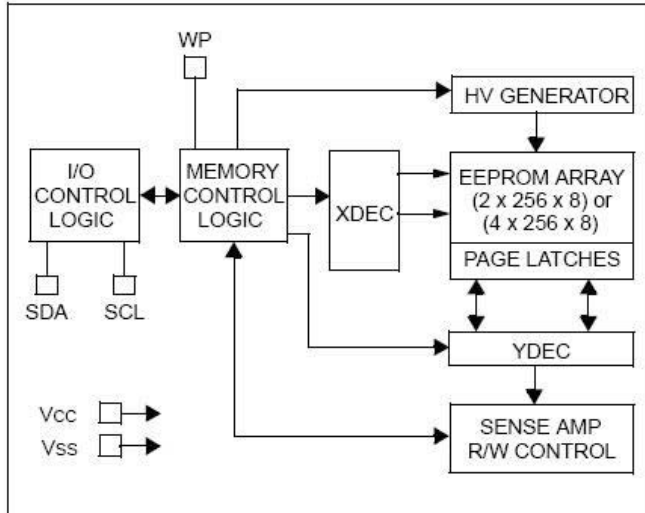 WP
HV GENERATOR
I/O
CONTROL
LOGIC
MEMORY
CONTROL
LOGIC
XDEC
EEPROM ARRAY
(2 x 256 x 8) or
(4 x 256 x 8)
PAGE LATCHES
SDA
SCL
YDEC
Vcc
Vss
SENSE AMP
R/W CONTROL